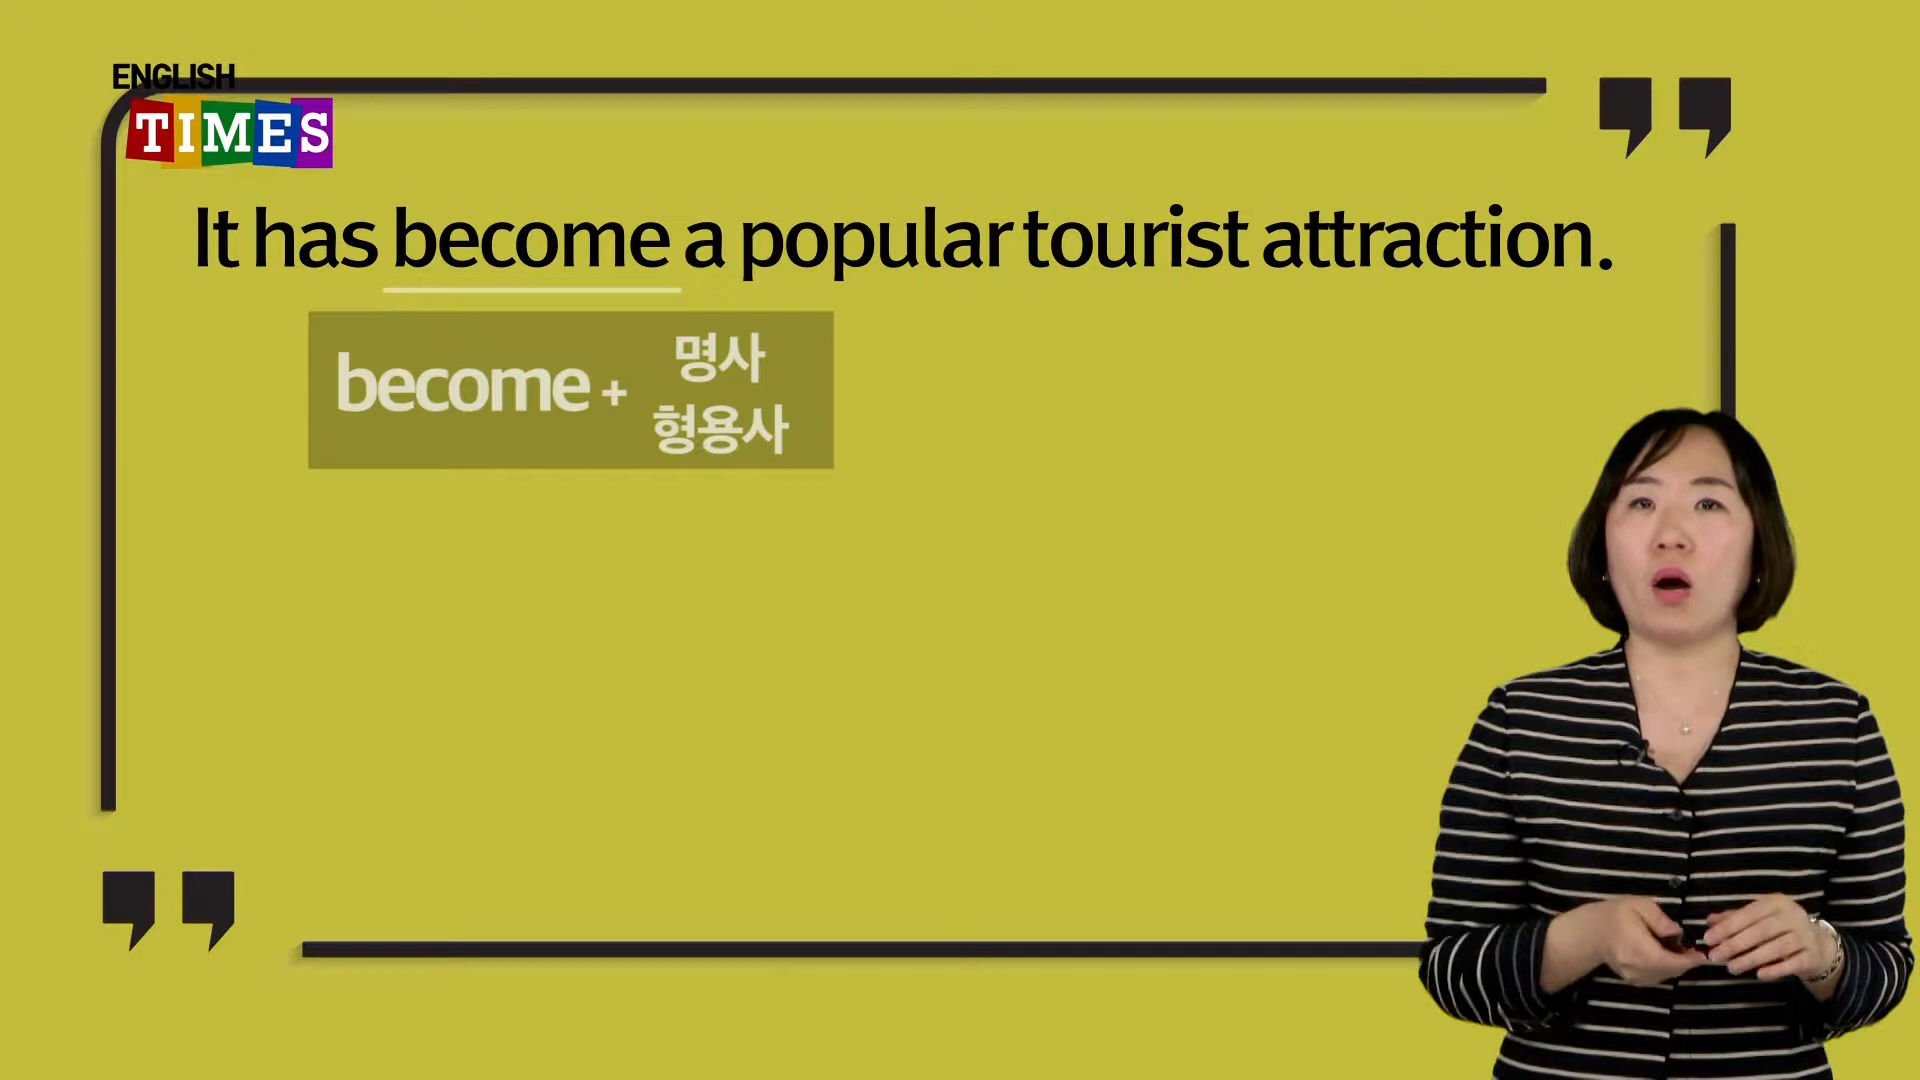 ENGLISH
TIMES
It has become a popular tourist attraction.
become + 명사
형용사